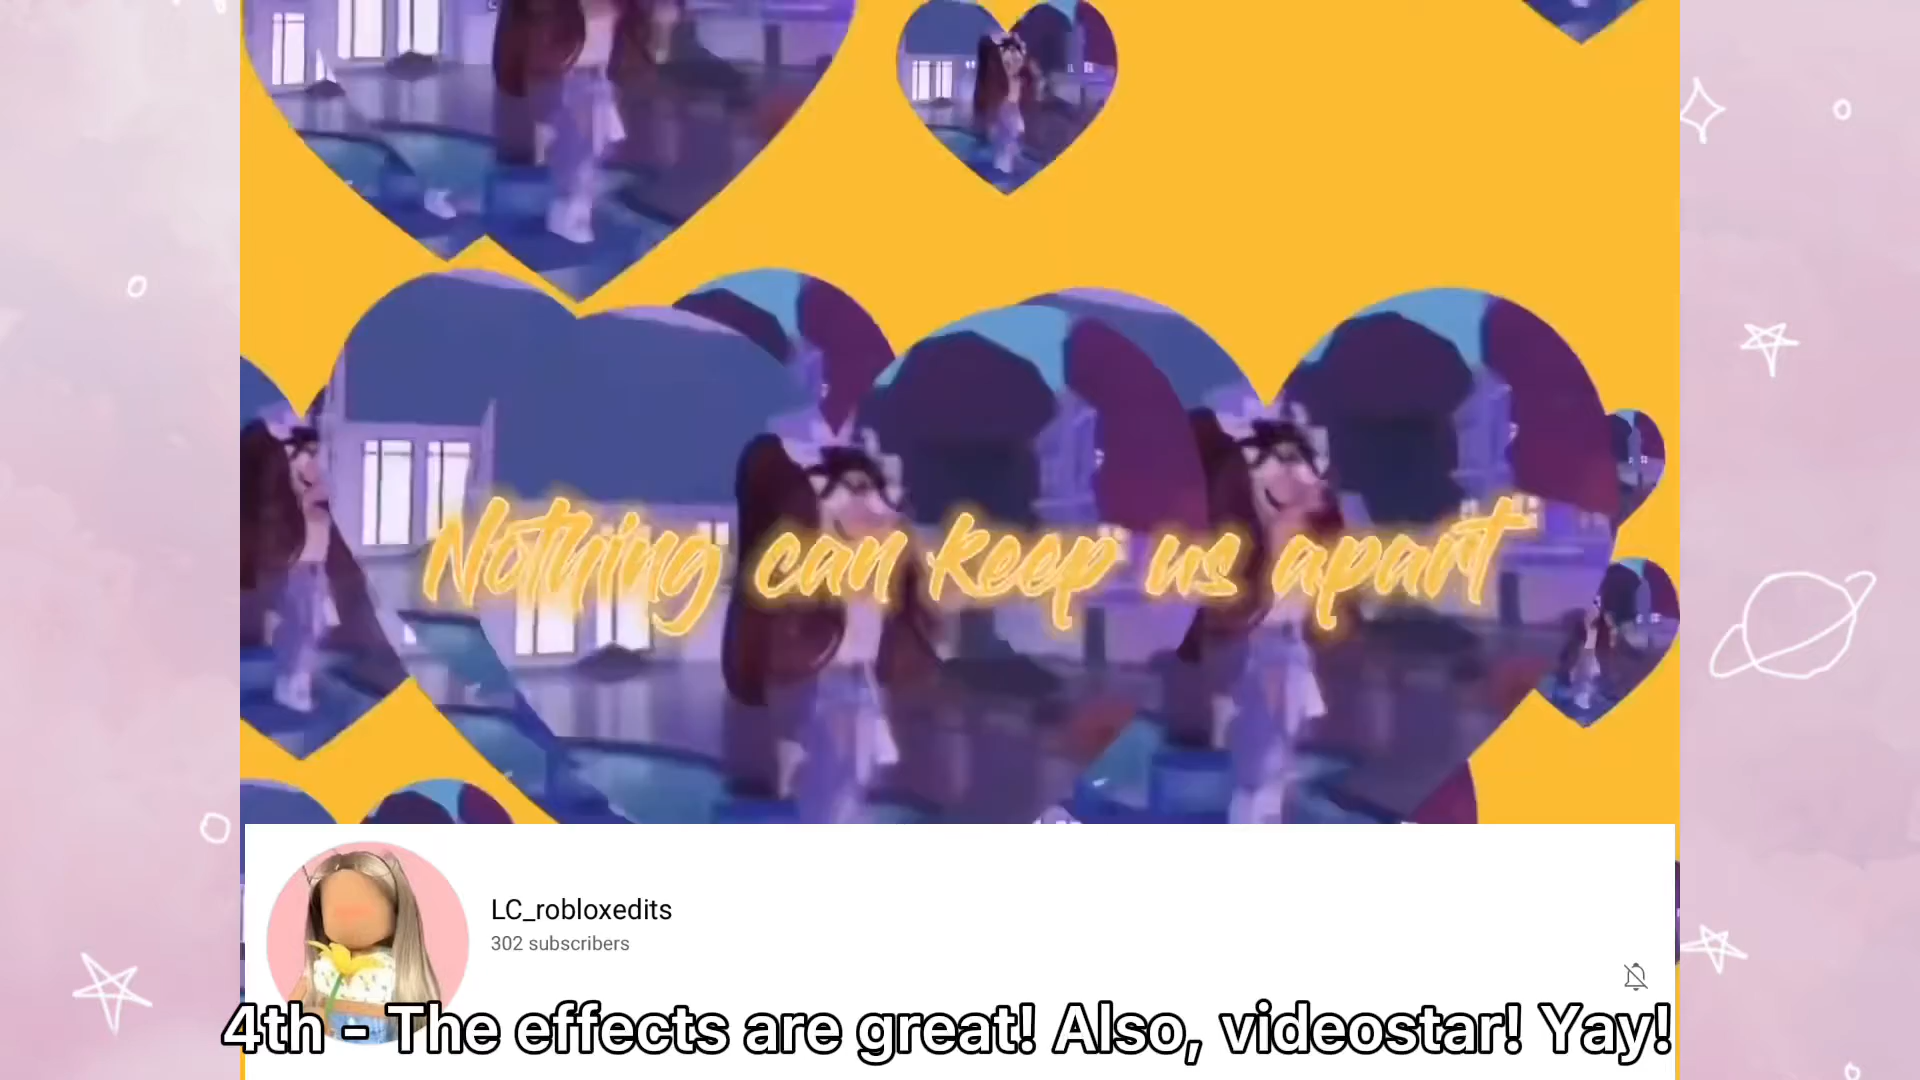 Nothing can keep us apart
LC_robloxedits
302 subscribers
4th - The effects are great! Also, videostar! Yay!